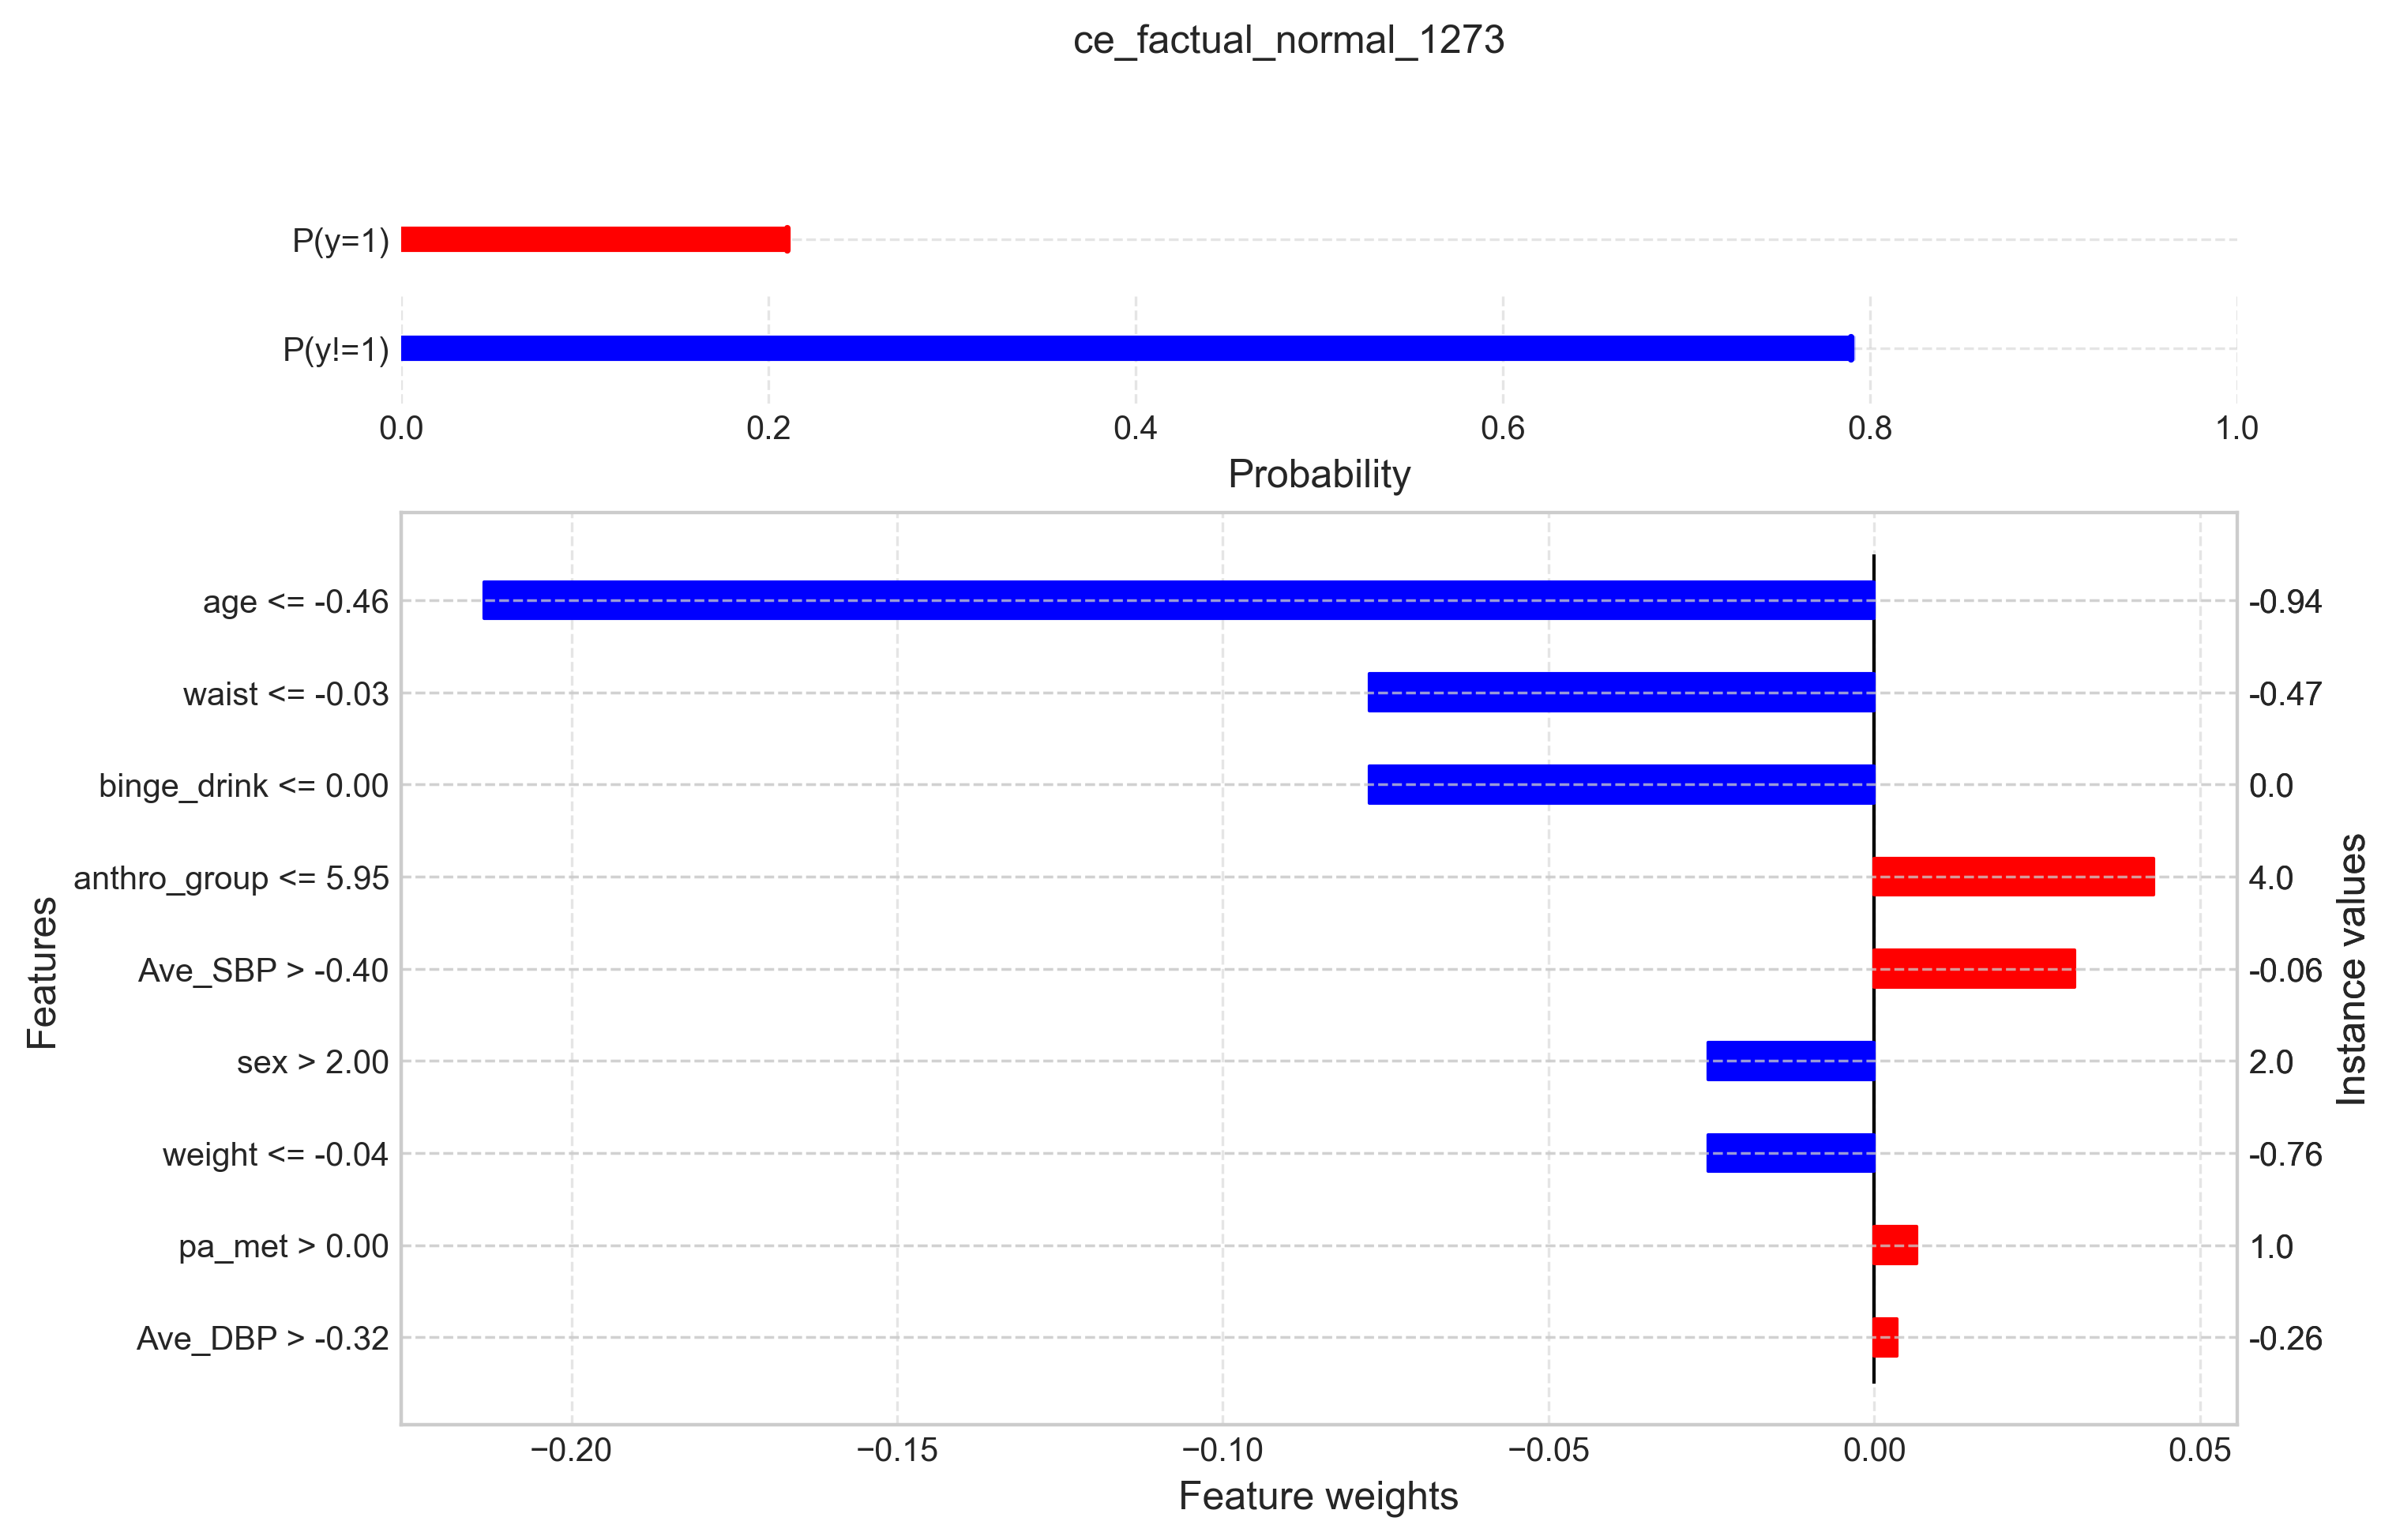 ce_factual_normal_1273
P(y=1)
P(y!=1)
0.0 0.2 0.4 0.6 0.8 1.0
Probability
age <= -0.46 -0.94
waist <= -0.03 -0.47
binge_drink <= 0.00 0.0
anthro_group <= 5.95 4.0
Ave_SBP > -0.40 -0.06
sex > 2.00 2.0
weight <= -0.04 -0.76
pa_met > 0.00 1.0
Ave_DBP > -0.32 -0.26
Features
Instance values
−0.20 −0.15 −0.10 −0.05 0.00 0.05
Feature weights